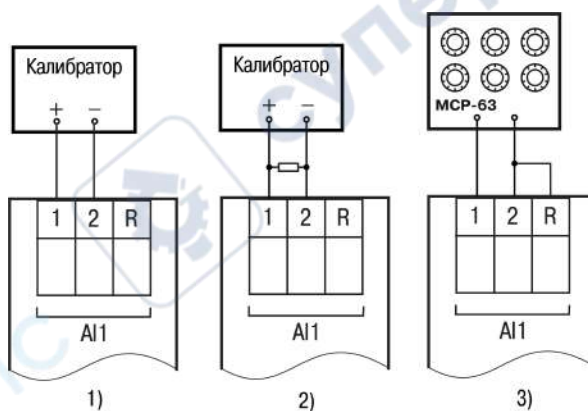 Калибратор
+ −
1 2 R
AI1
1)
Калибратор
+ −
1 2 R
AI1
2)
МСР-63
1 2 R
AI1
3)